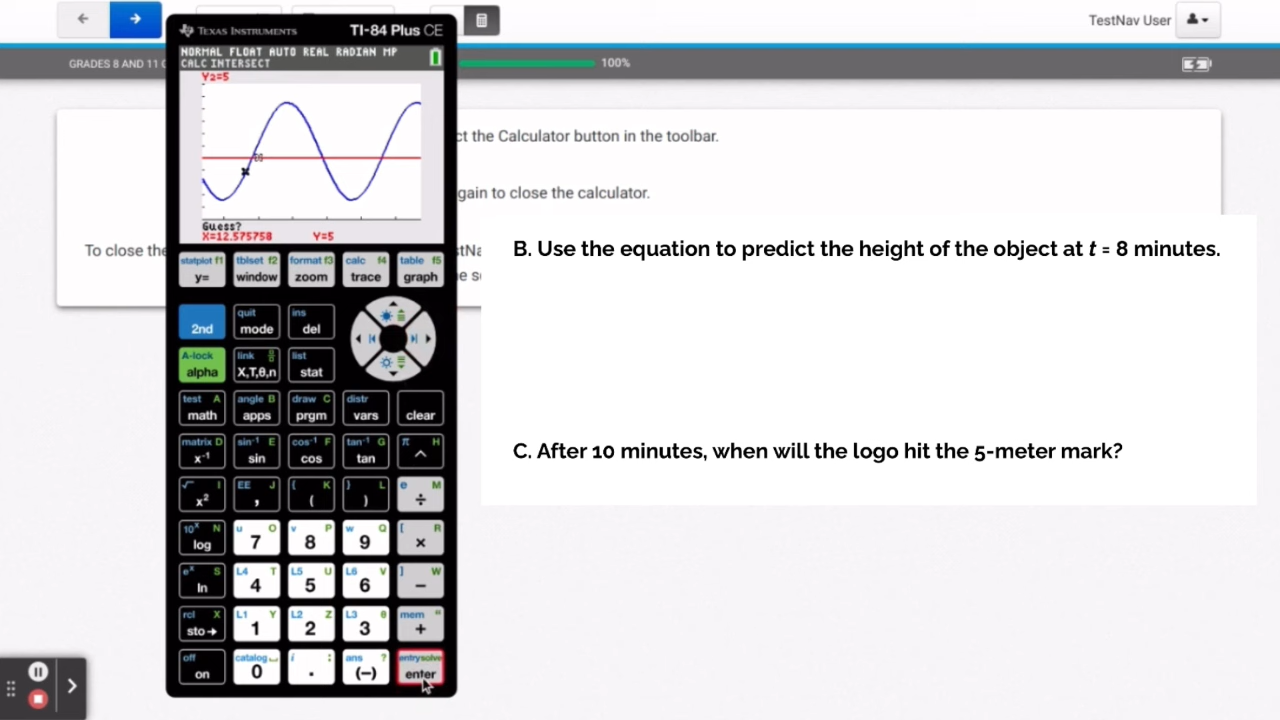 TestNav User
GRADES 8 AND 11 C
100%
ct the Calculator button in the toolbar.
gain to close the calculator.
To close the
stNa
e s
TEXAS INSTRUMENTS TI-84 Plus CE
NORMAL FLOAT AUTO REAL RADIAN MP
CALC INTERSECT
Y2=5
Guess?
X=12.575758 Y=5
statplot f1 tblset f2 format f3 calc f4 table f5
y= window zoom trace graph
quit ins
2nd mode del
A-lock link list
alpha X,T,θ,n stat
test A angle B draw C distr
math apps prgm vars clear
matrix D sin⁻¹ E cos⁻¹ F tan⁻¹ G π H
x⁻¹ sin cos tan ^
√ I EE J { K } L e M
x² , ( ) ÷
10ˣ N u O v P w Q [ R
log 7 8 9 ×
eˣ S L4 T L5 U L6 V ] W
ln 4 5 6 −
rcl X L1 Y L2 Z L3 θ mem "
sto→ 1 2 3 +
off catalog i : ans ? entry solve
on 0 . (−) enter
B. Use the equation to predict the height of the object at t = 8 minutes.
C. After 10 minutes, when will the logo hit the 5-meter mark?